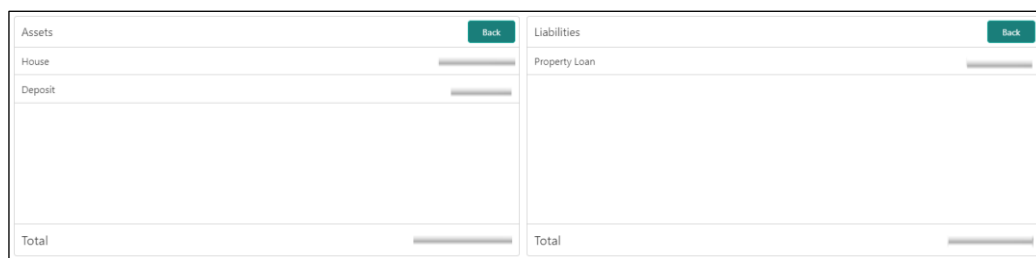 Assets Back
House
Deposit
Total
Liabilities Back
Property Loan
Total